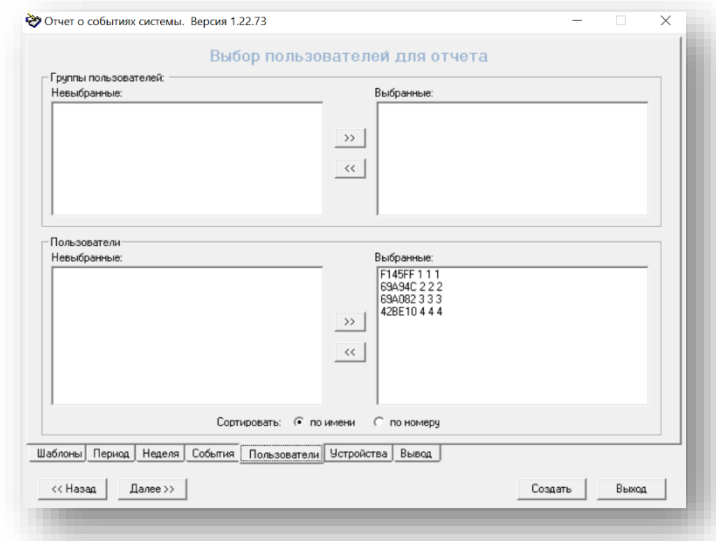 Отчет о событиях системы. Версия 1.22.73
Выбор пользователей для отчета
Группы пользователей:
Невыбранные:
Выбранные:
>>
<<
Пользователи
Невыбранные:
Выбранные:
F145FF 1 1 1
69A94C 2 2 2
69A082 3 3 3
42BE10 4 4 4
>>
<<
Сортировать: по имени по номеру
Шаблоны Период Неделя События Пользователи Устройства Вывод
<< Назад Далее >> Создать Выход